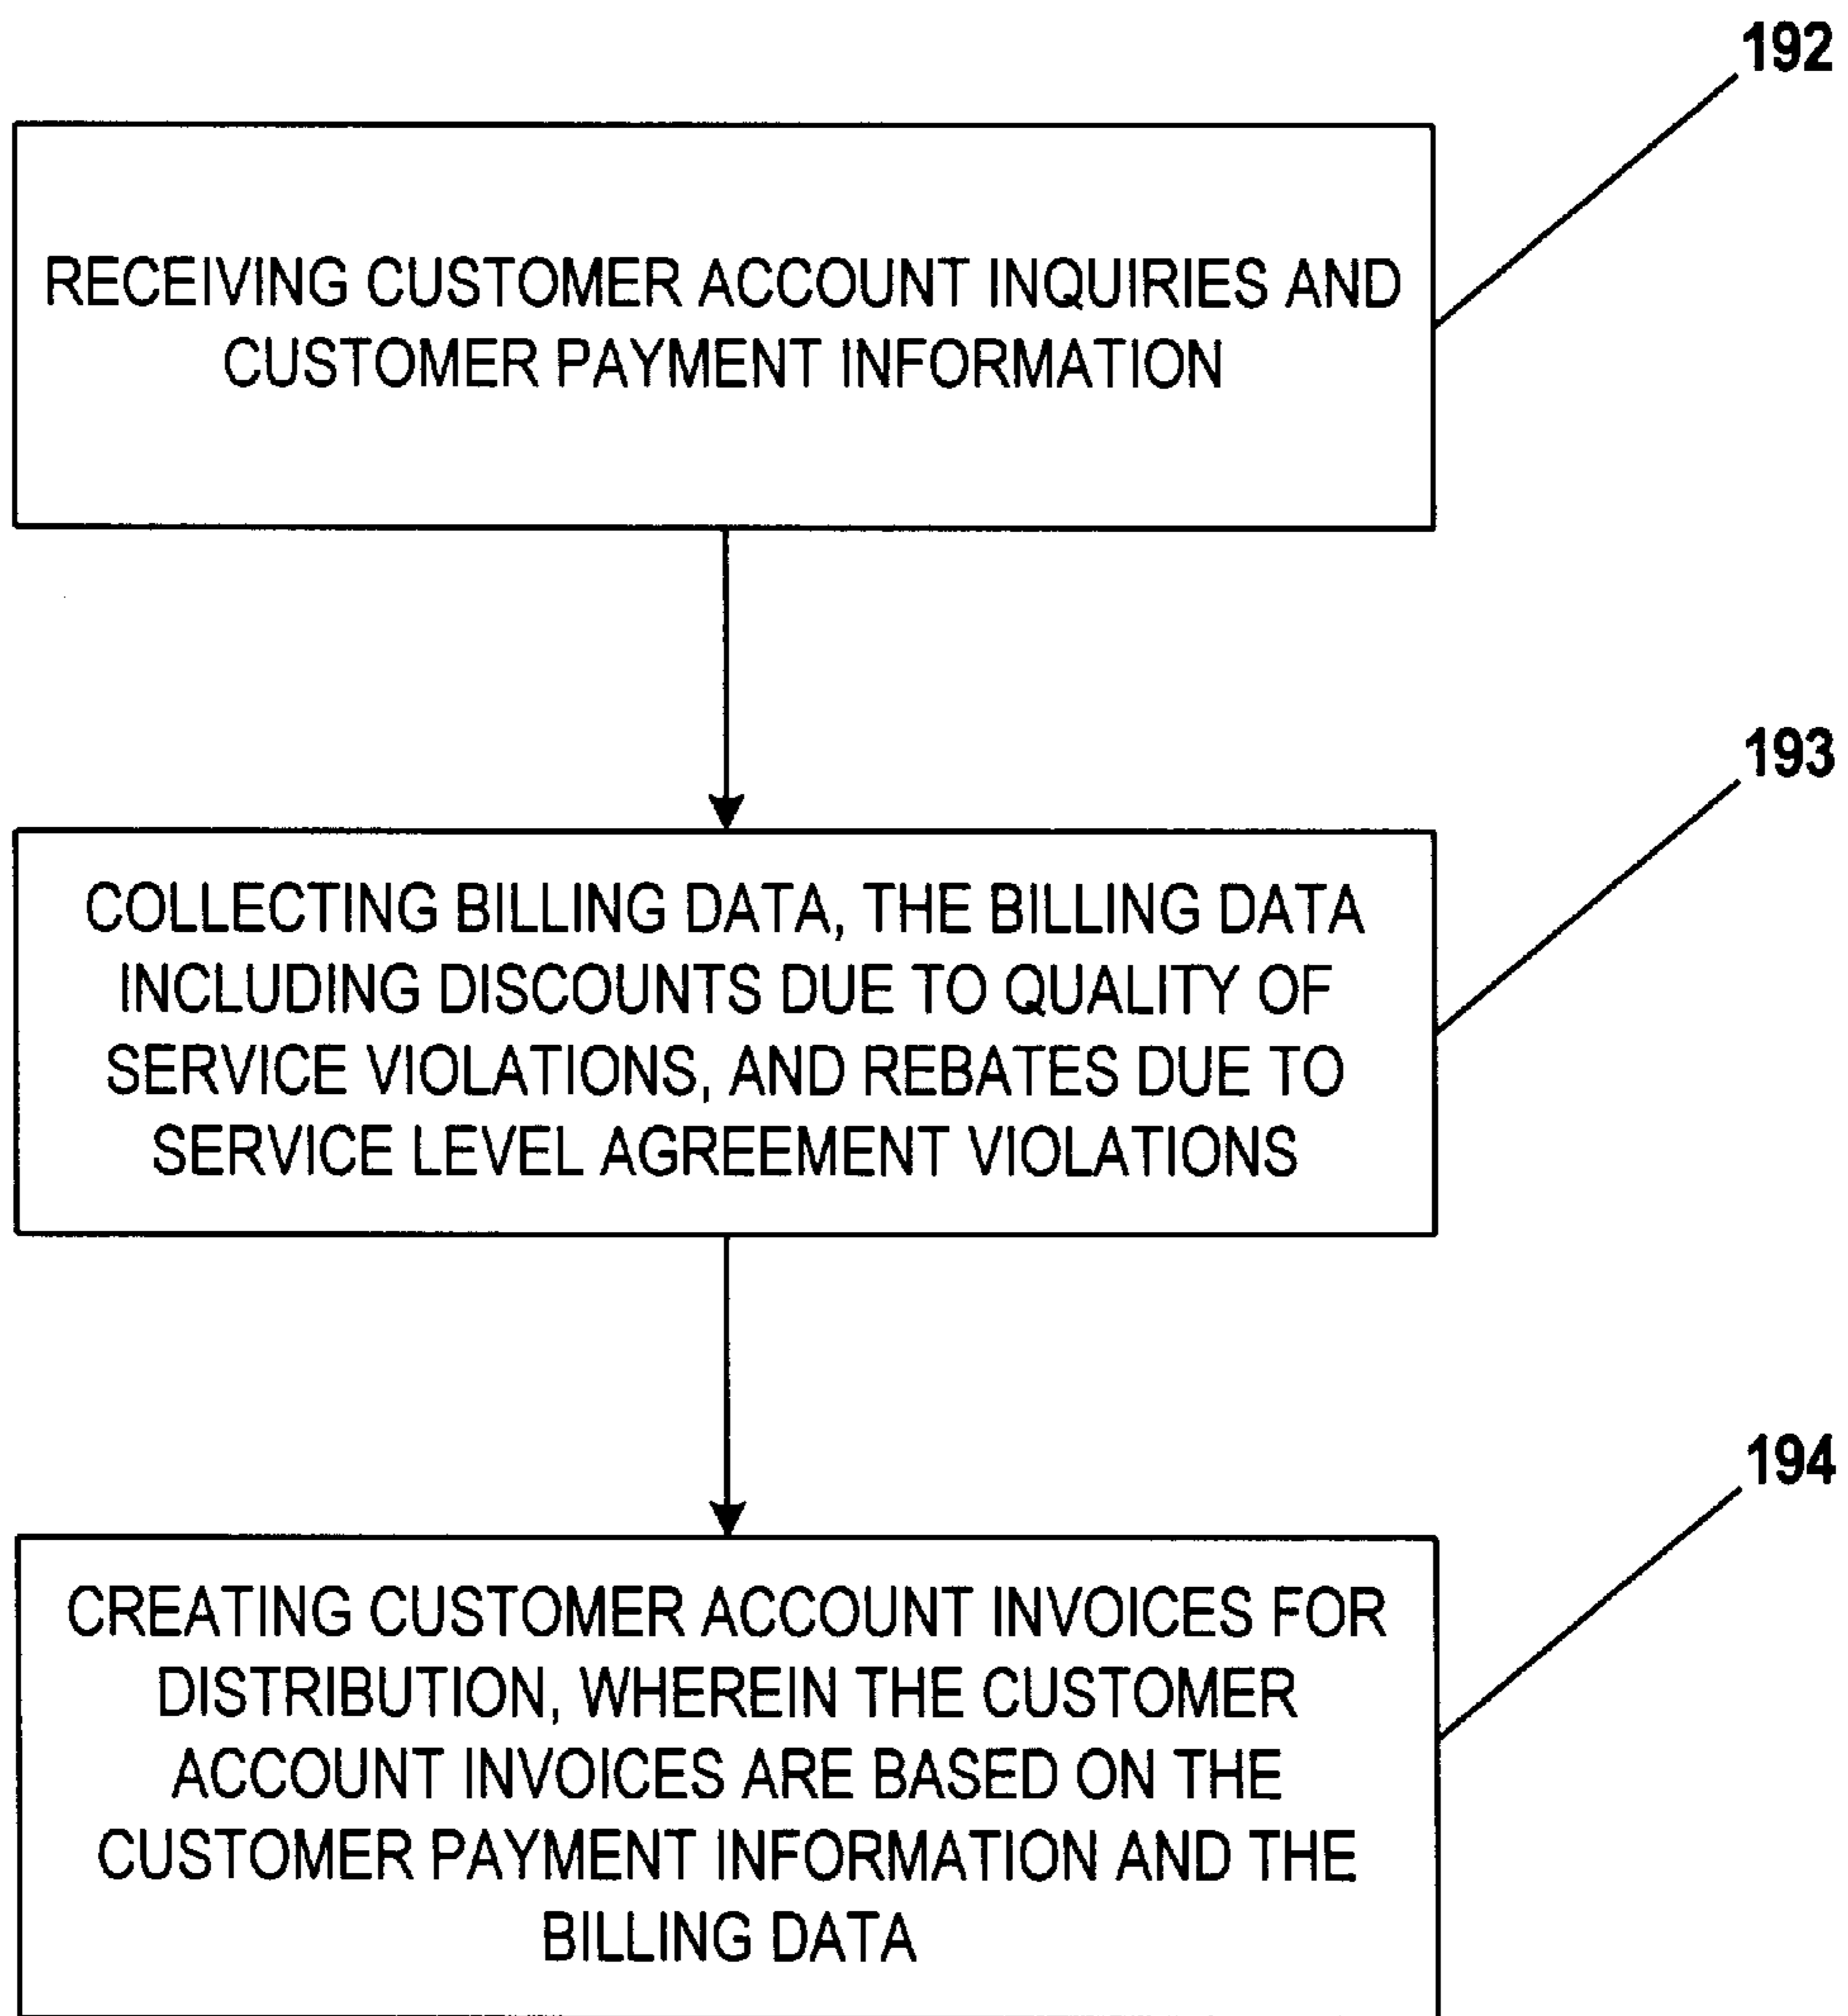 192
RECEIVING CUSTOMER ACCOUNT INQUIRIES AND
CUSTOMER PAYMENT INFORMATION
193
COLLECTING BILLING DATA, THE BILLING DATA
INCLUDING DISCOUNTS DUE TO QUALITY OF
SERVICE VIOLATIONS, AND REBATES DUE TO
SERVICE LEVEL AGREEMENT VIOLATIONS
194
CREATING CUSTOMER ACCOUNT INVOICES FOR
DISTRIBUTION, WHEREIN THE CUSTOMER
ACCOUNT INVOICES ARE BASED ON THE
CUSTOMER PAYMENT INFORMATION AND THE
BILLING DATA